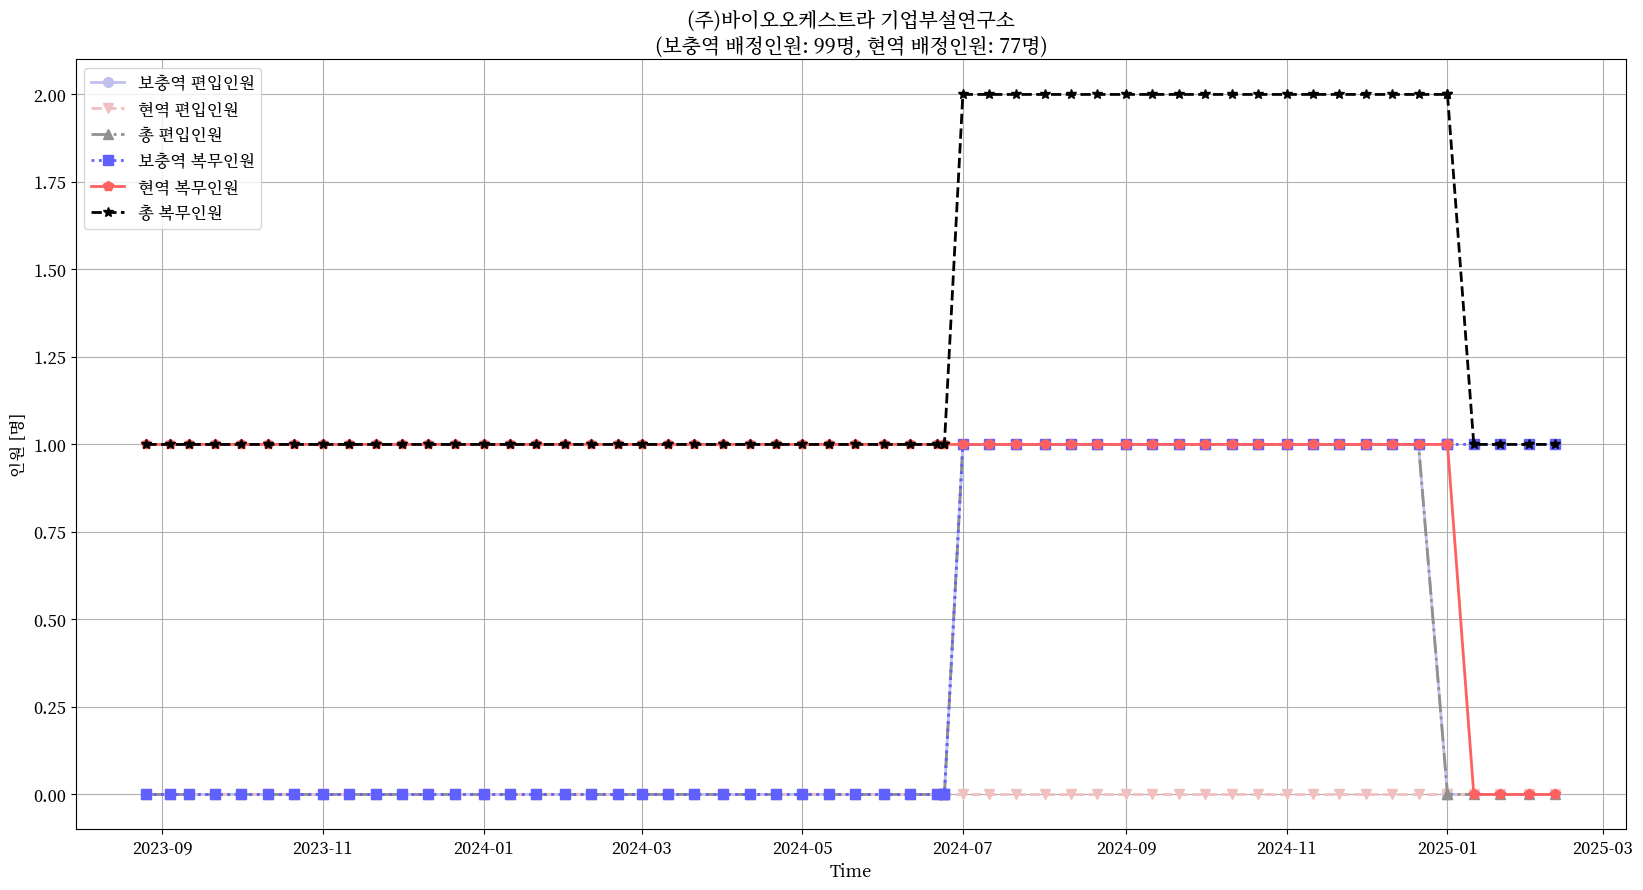 (주)바이오오케스트라 기업부설연구소
(보충역 배정인원: 99명, 현역 배정인원: 77명)
보충역 편입인원
현역 편입인원
총 편입인원
보충역 복무인원
현역 복무인원
총 복무인원
2.00
1.75
1.50
1.25
1.00
0.75
0.50
0.25
0.00
인원 [명]
2023-09 2023-11 2024-01 2024-03 2024-05 2024-07 2024-09 2024-11 2025-01 2025-03
Time